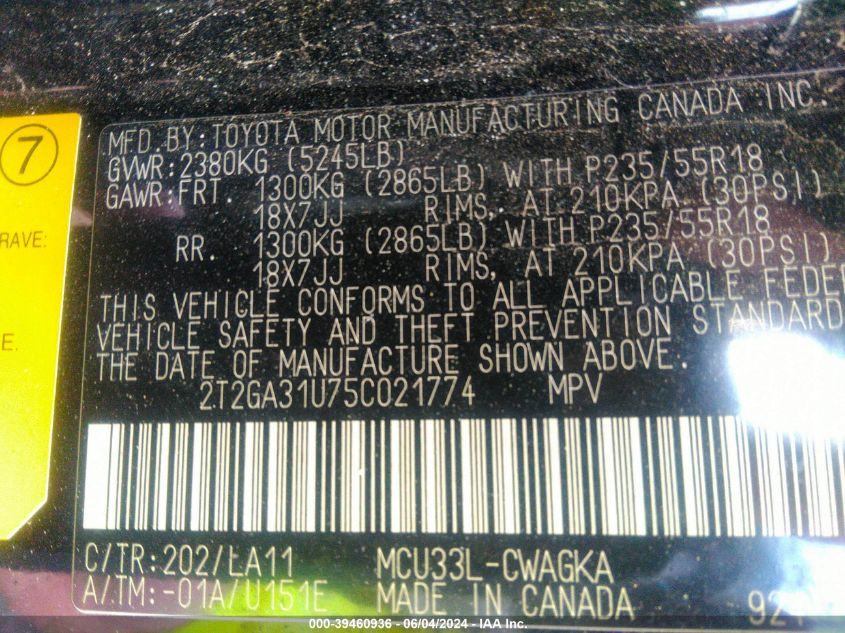 7
RAVE:
E.
MFD. BY: TOYOTA MOTOR MANUFACTURING CANADA INC.
GVWR: 2380KG (5245LB)
GAWR: FRT. 1300KG (2865LB) WITH P235/55R18
18X7JJ RIMS, AT 210KPA (30PSI)
RR. 1300KG (2865LB) WITH P235/55R18
18X7JJ RIMS, AT 210KPA (30PSI)
THIS VEHICLE CONFORMS TO ALL APPLICABLE FEDE
VEHICLE SAFETY AND THEFT PREVENTION STANDARD
THE DATE OF MANUFACTURE SHOWN ABOVE.
2T2GA31U75C021774 MPV
C/TR: 202/LA11 MCU33L-CWAGKA
A/TM: -01A/U151E MADE IN CANADA
000-39460936 - 06/04/2024 - IAA Inc.